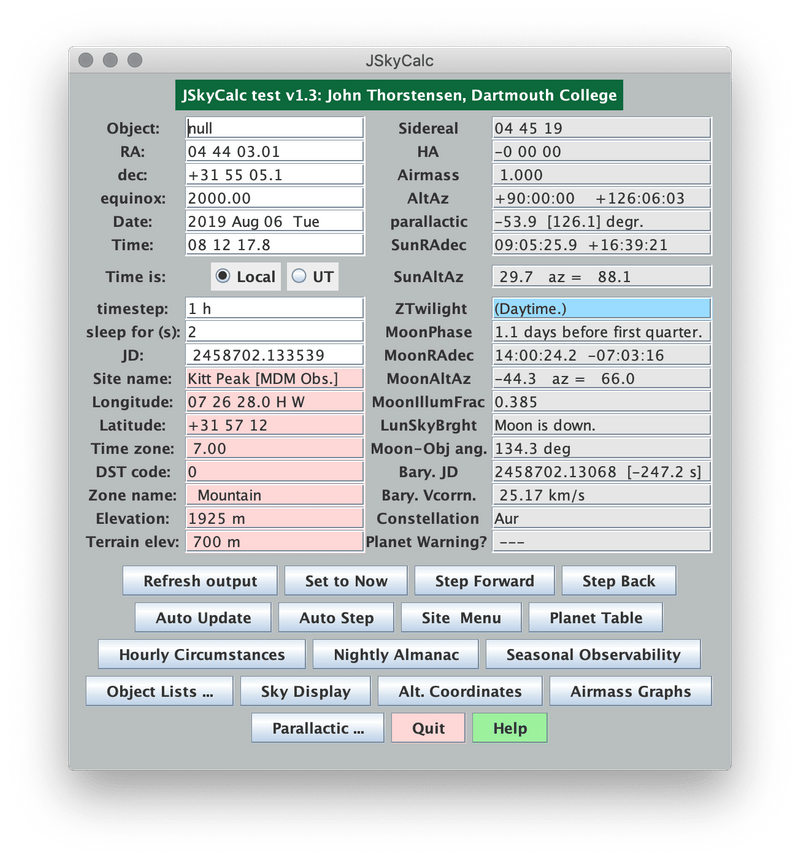 JSkyCalc
JSkyCalc test v1.3: John Thorstensen, Dartmouth College
Object: null Sidereal 04 45 19
RA: 04 44 03.01 HA -0 00 00
dec: +31 55 05.1 Airmass 1.000
equinox: 2000.00 AltAz +90:00:00 +126:06:03
Date: 2019 Aug 06 Tue parallactic -53.9 [126.1] degr.
Time: 08 12 17.8 SunRAdec 09:05:25.9 +16:39:21
Time is: Local UT SunAltAz 29.7 az = 88.1
timestep: 1 h ZTwilight (Daytime.)
sleep for (s): 2 MoonPhase 1.1 days before first quarter.
JD: 2458702.133539 MoonRAdec 14:00:24.2 -07:03:16
Site name: Kitt Peak [MDM Obs.] MoonAltAz -44.3 az = 66.0
Longitude: 07 26 28.0 H W MoonIllumFrac 0.385
Latitude: +31 57 12 LunSkyBrght Moon is down.
Time zone: 7.00 Moon-Obj ang. 134.3 deg
DST code: 0 Bary. JD 2458702.13068 [-247.2 s]
Zone name: Mountain Bary. Vcorrn. 25.17 km/s
Elevation: 1925 m Constellation Aur
Terrain elev: 700 m Planet Warning? ---
Refresh output Set to Now Step Forward Step Back
Auto Update Auto Step Site Menu Planet Table
Hourly Circumstances Nightly Almanac Seasonal Observability
Object Lists ... Sky Display Alt. Coordinates Airmass Graphs
Parallactic ... Quit Help